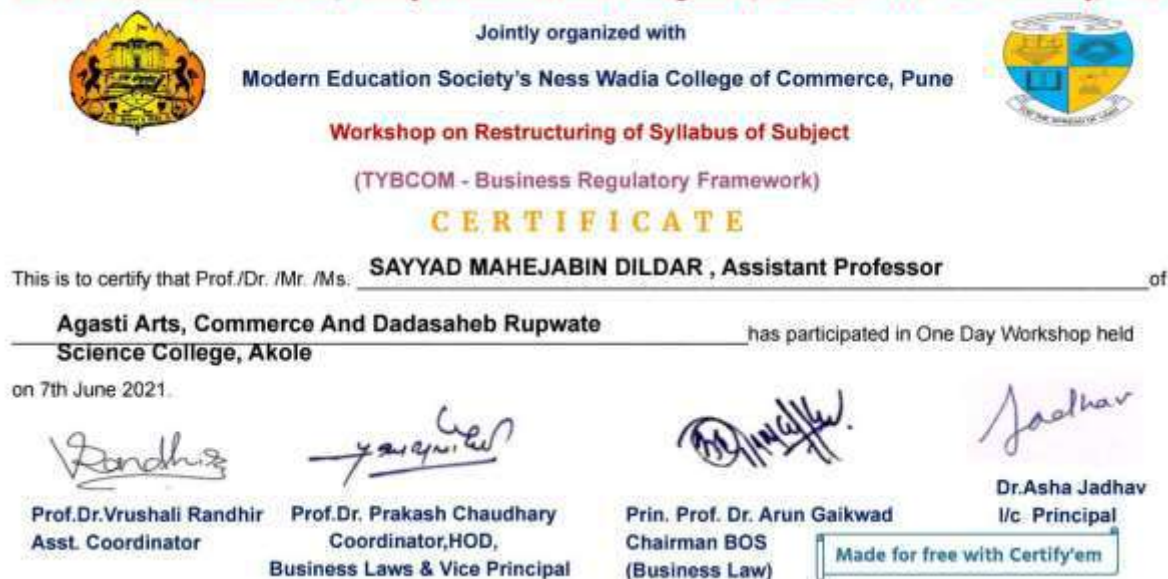 Jointly organized with
Modern Education Society's Ness Wadia College of Commerce, Pune
Workshop on Restructuring of Syllabus of Subject
(TYBCOM - Business Regulatory Framework)
CERTIFICATE
This is to certify that Prof./Dr. /Mr. /Ms. SAYYAD MAHEJABIN DILDAR , Assistant Professor of
Agasti Arts, Commerce And Dadasaheb Rupwate has participated in One Day Workshop held
Science College, Akole
on 7th June 2021.
Randhir
Jadhav
Prof.Dr.Vrushali Randhir
Asst. Coordinator
Prof.Dr. Prakash Chaudhary
Coordinator,HOD,
Business Laws & Vice Principal
Prin. Prof. Dr. Arun Gaikwad
Chairman BOS
(Business Law)
Dr.Asha Jadhav
I/c Principal
Made for free with Certify'em